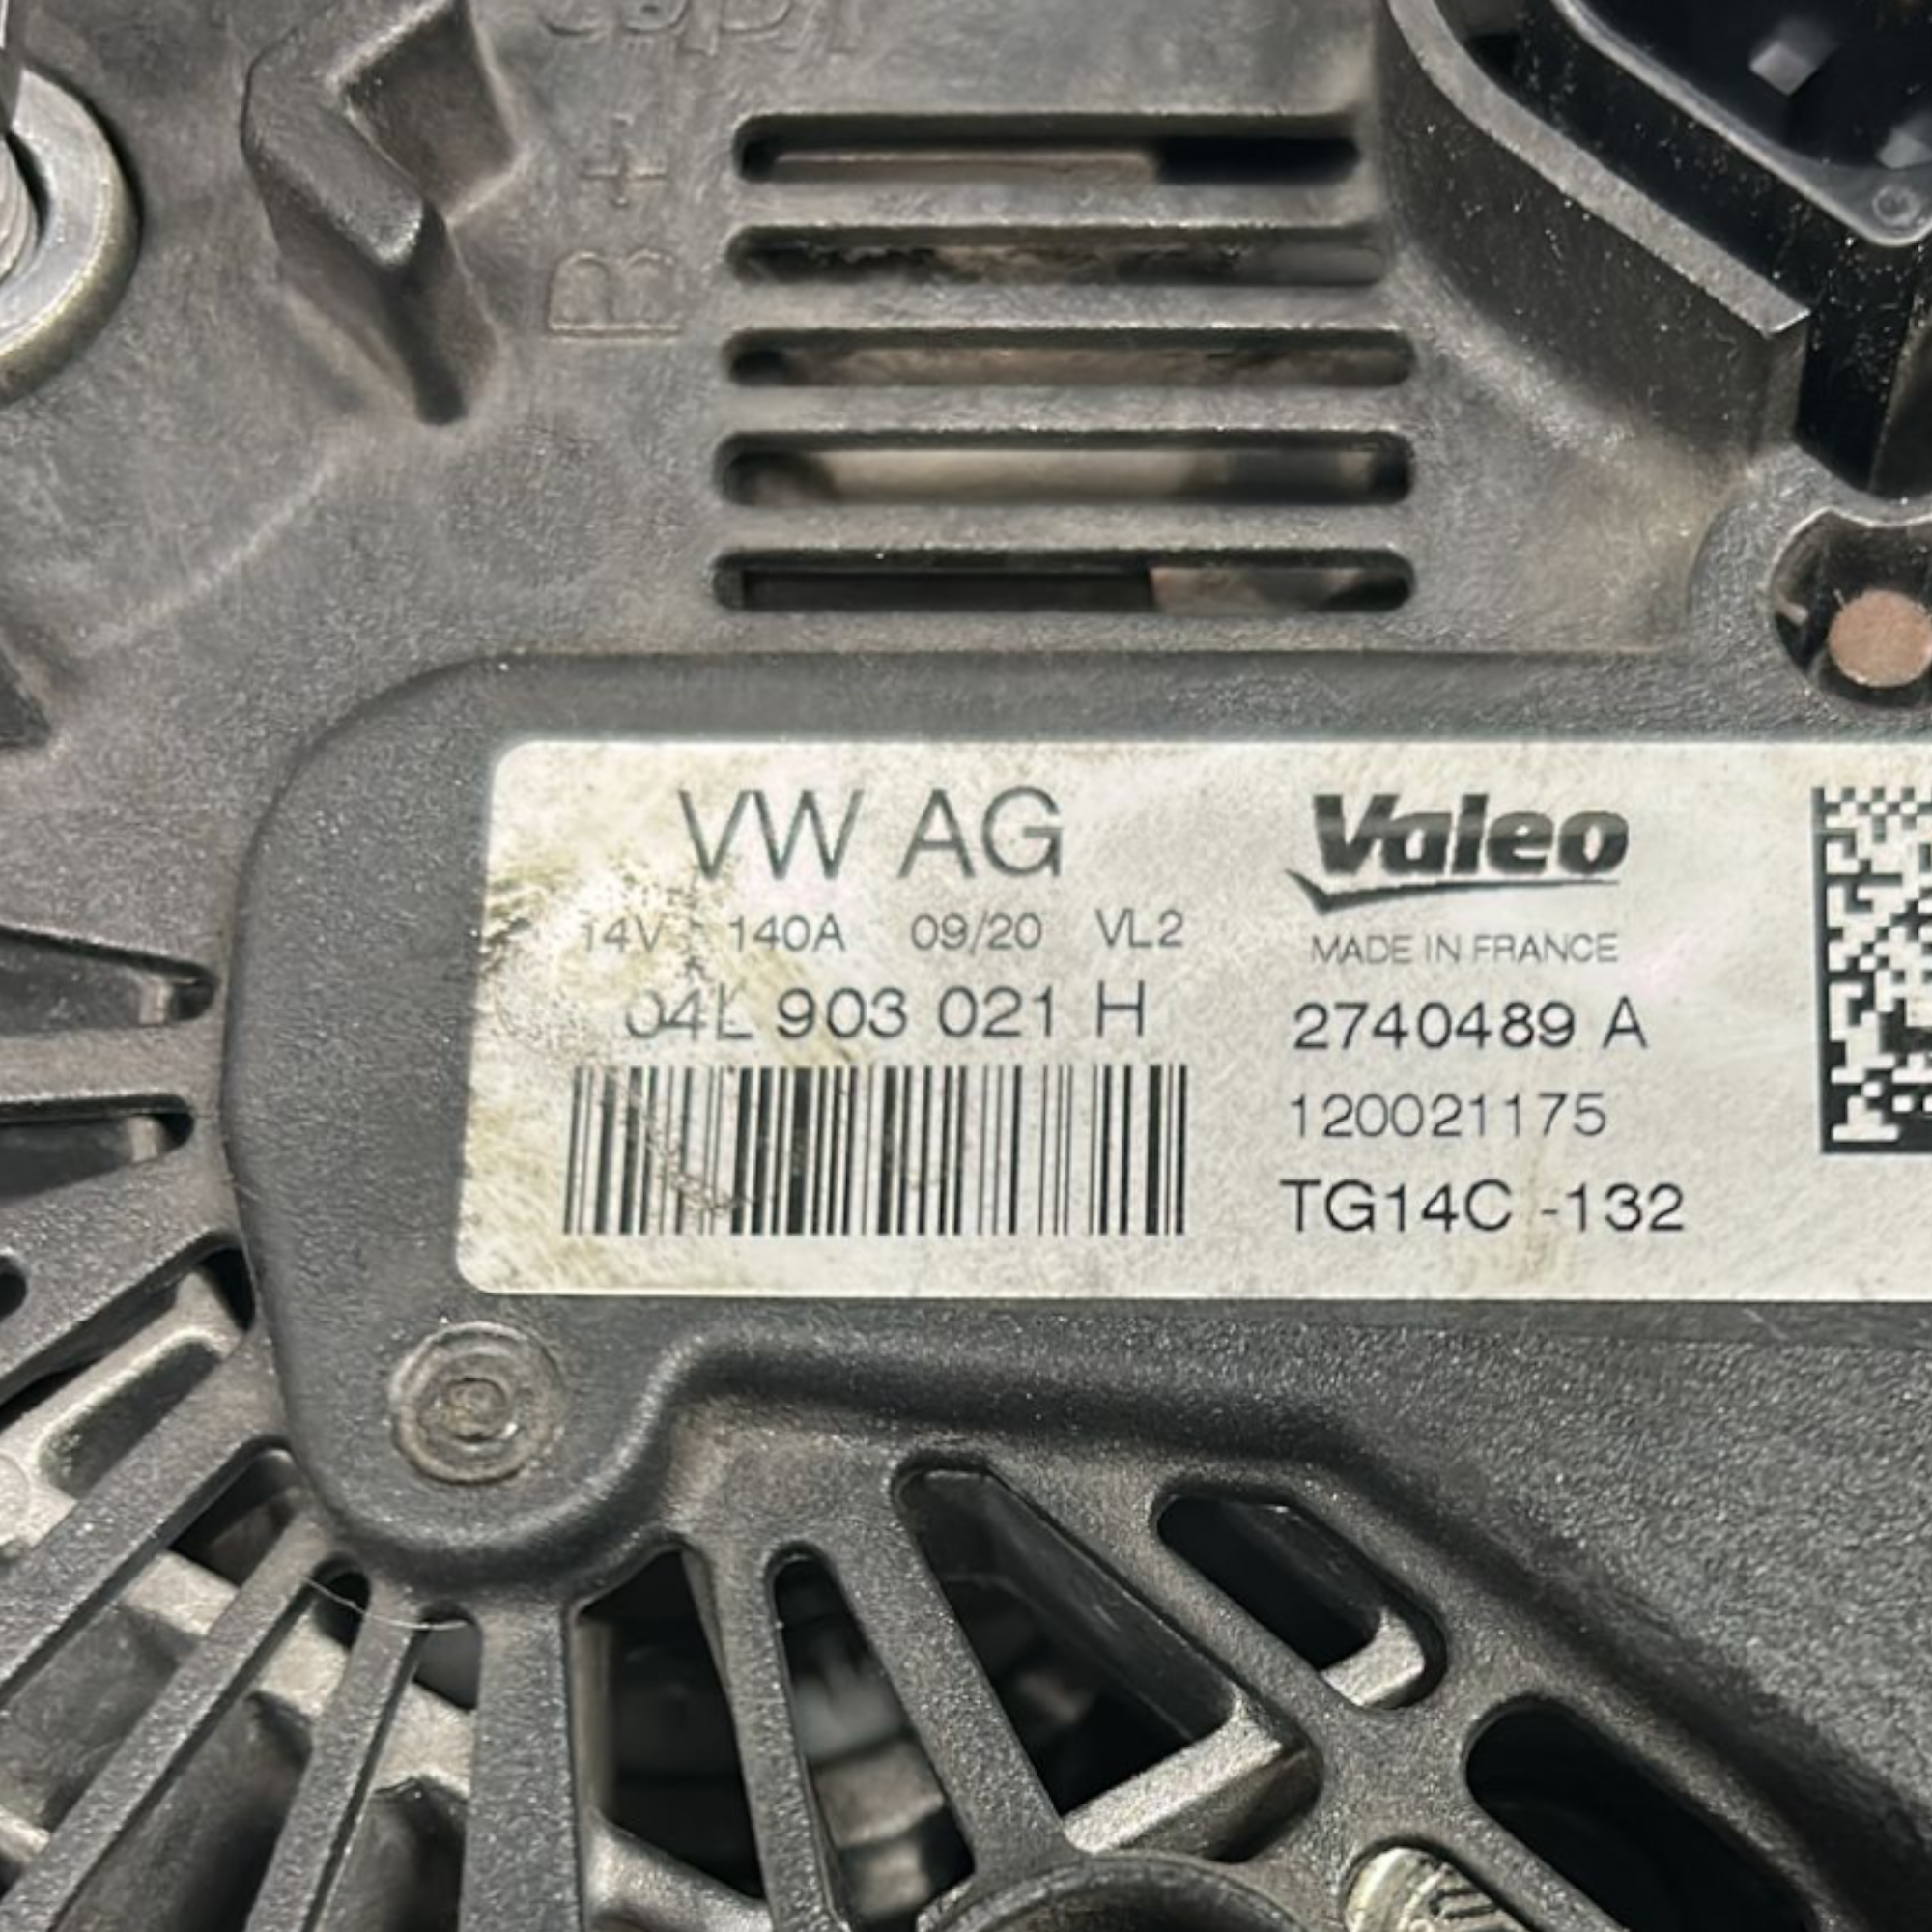 B+
VW AG
14V 140A 09/20 VL2
04L 903 021 H
Valeo
MADE IN FRANCE
2740489 A
120021175
TG14C -132